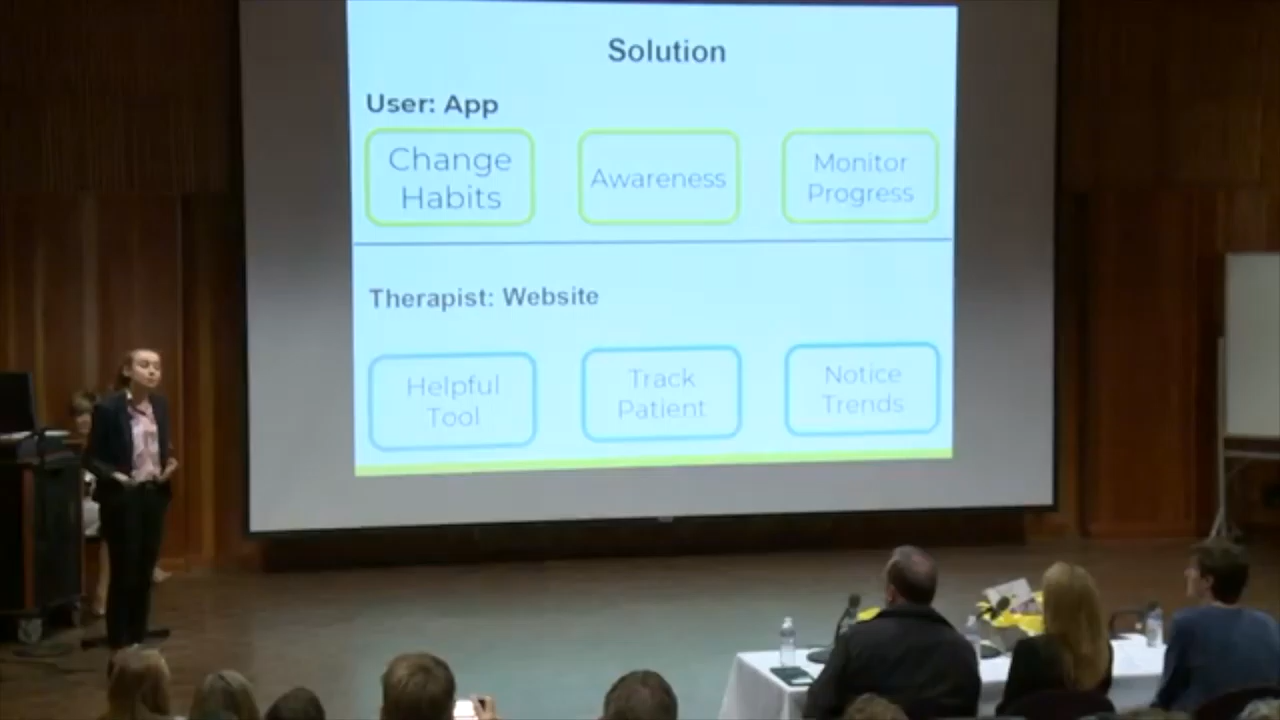 Solution
User: App
Change
Habits
Awareness
Monitor
Progress
Therapist: Website
Helpful
Tool
Track
Patient
Notice
Trends